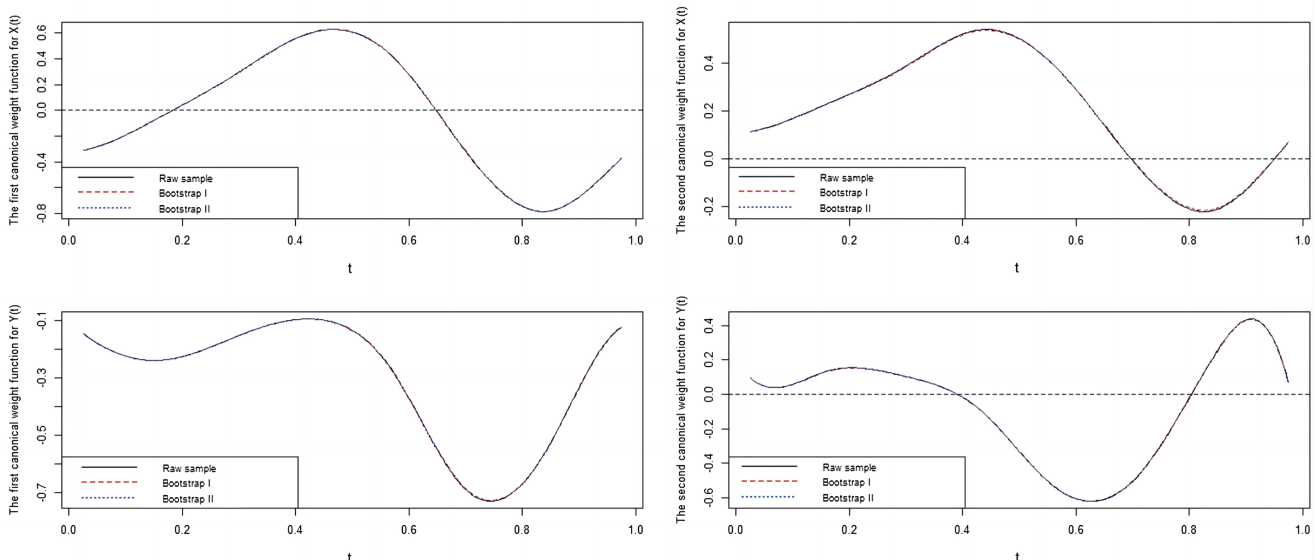 The first canonical weight function for X(t)
0.6
0.4
0.2
0.0
-0.4
-0.8
Raw sample
Bootstrap I
Bootstrap II
0.0 0.2 0.4 0.6 0.8 1.0
t
The second canonical weight function for X(t)
0.4
0.2
0.0
-0.2
Raw sample
Bootstrap I
Bootstrap II
0.0 0.2 0.4 0.6 0.8 1.0
t
The first canonical weight function for Y(t)
-0.1
-0.3
-0.5
-0.7
Raw sample
Bootstrap I
Bootstrap II
0.0 0.2 0.4 0.6 0.8 1.0
t
The second canonical weight function for Y(t)
0.4
0.2
0.0
-0.2
-0.4
-0.6
Raw sample
Bootstrap I
Bootstrap II
0.0 0.2 0.4 0.6 0.8 1.0
t